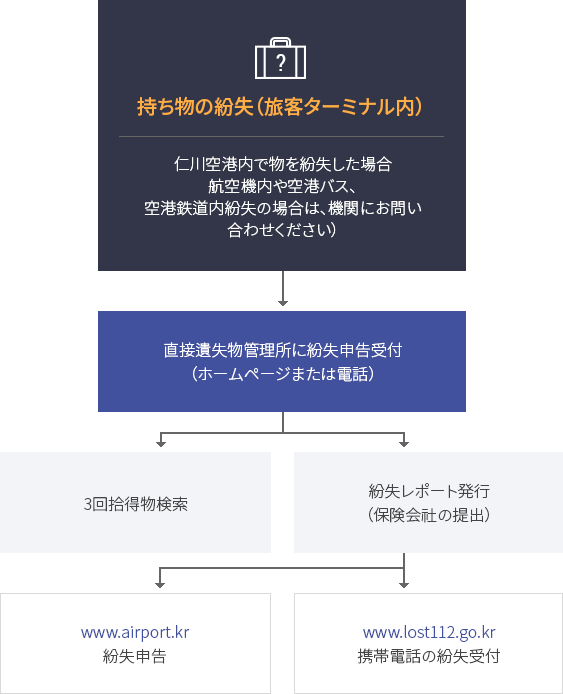 ?
持ち物の紛失(旅客ターミナル内)
仁川空港内で物を紛失した場合
航空機内や空港バス、
空港鉄道内紛失の場合は、機関にお問い
合わせください)
直接遺失物管理所に紛失申告受付
(ホームページまたは電話)
3回拾得物検索
紛失レポート発行
(保険会社の提出)
www.airport.kr
紛失申告
www.lost112.go.kr
携帯電話の紛失受付